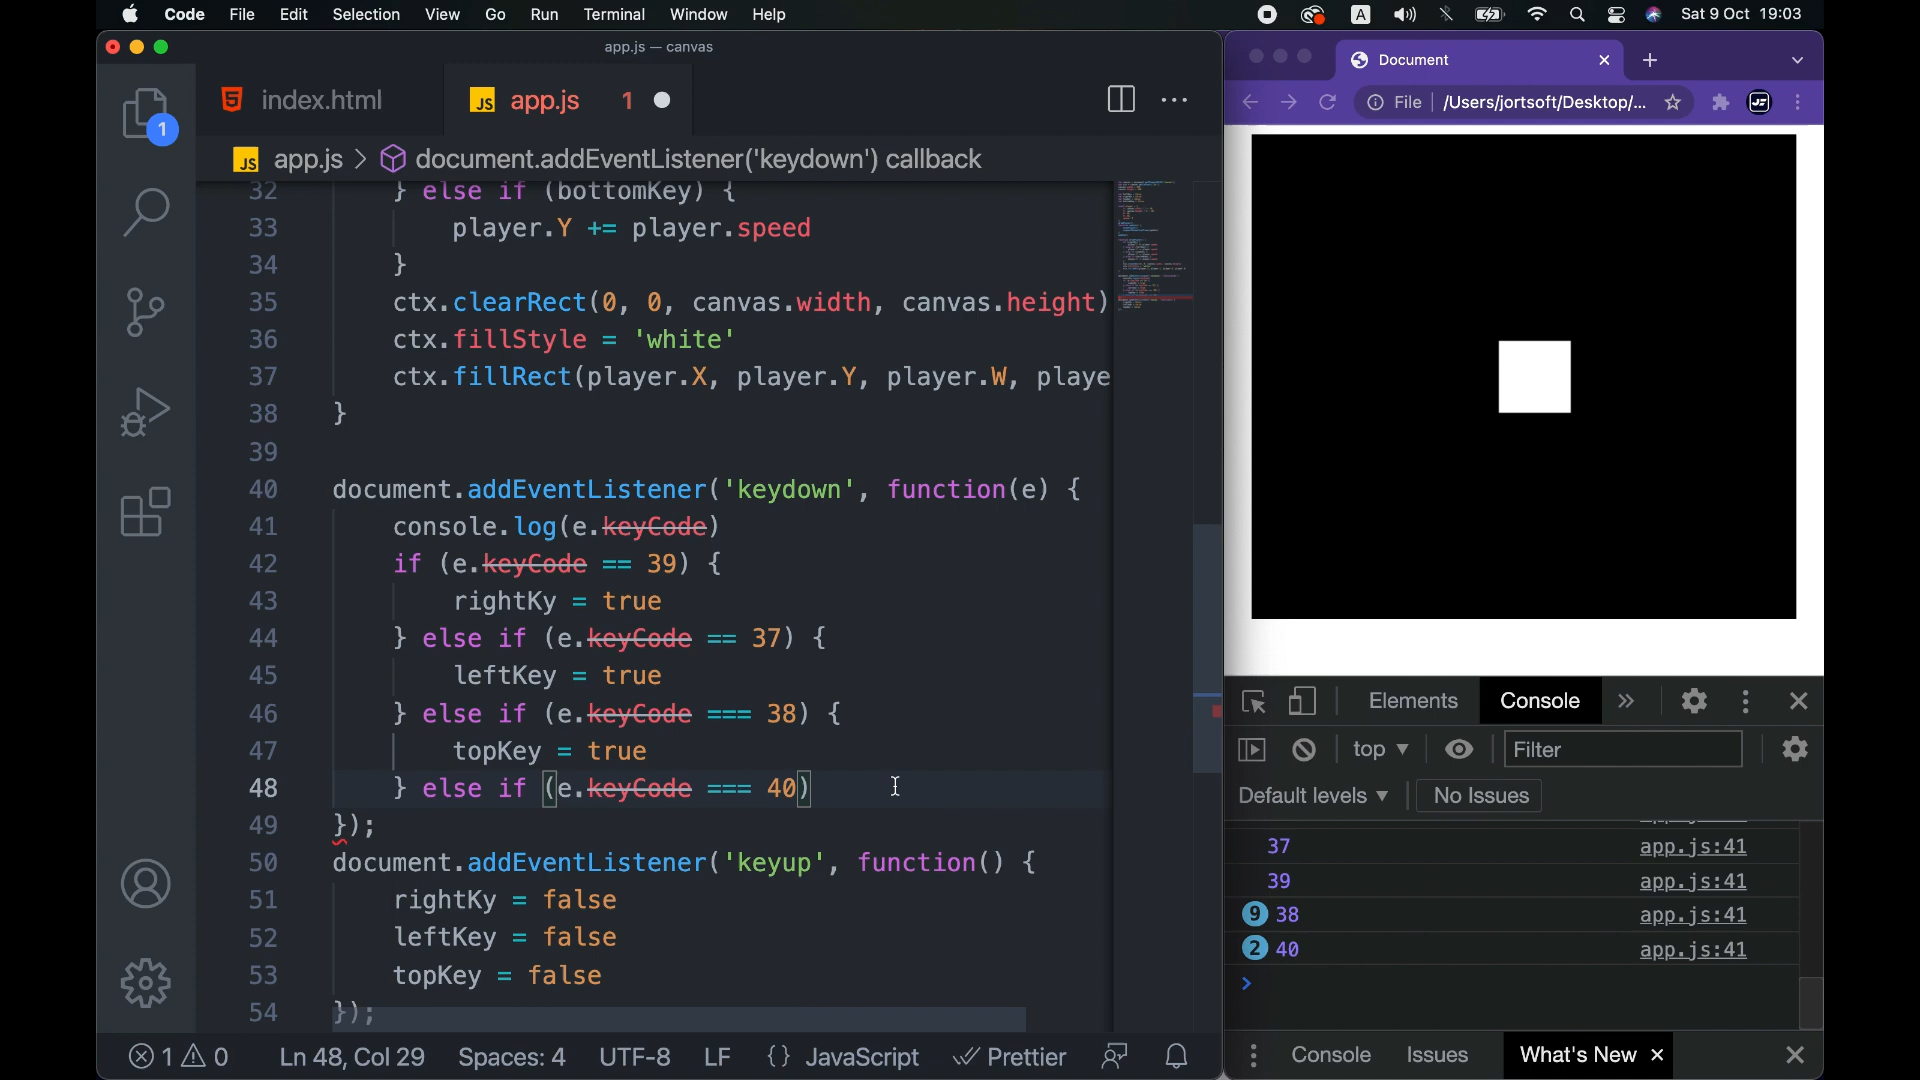 Code File Edit Selection View Go Run Terminal Window Help
A
Sat 9 Oct 19:03
app.js — canvas
index.html
JS app.js 1
JS app.js > document.addEventListener('keydown') callback
1
32 } else if (bottomKey) {
33 player.Y += player.speed
34 }
35 ctx.clearRect(0, 0, canvas.width, canvas.height)
36 ctx.fillStyle = 'white'
37 ctx.fillRect(player.X, player.Y, player.W, playe
38 }
39
40 document.addEventListener('keydown', function(e) {
41 console.log(e.keyCode)
42 if (e.keyCode == 39) {
43 rightKy = true
44 } else if (e.keyCode == 37) {
45 leftKey = true
46 } else if (e.keyCode === 38) {
47 topKey = true
48 } else if (e.keyCode === 40)
49 });
50 document.addEventListener('keyup', function() {
51 rightKy = false
52 leftKey = false
53 topKey = false
54 });
1 0 Ln 48, Col 29 Spaces: 4 UTF-8 LF {} JavaScript Prettier
Document
File /Users/jortsoft/Desktop/...
Elements Console »
top Filter
Default levels No Issues
37 app.js:41
39 app.js:41
9 38 app.js:41
2 40 app.js:41
>
Console Issues What's New